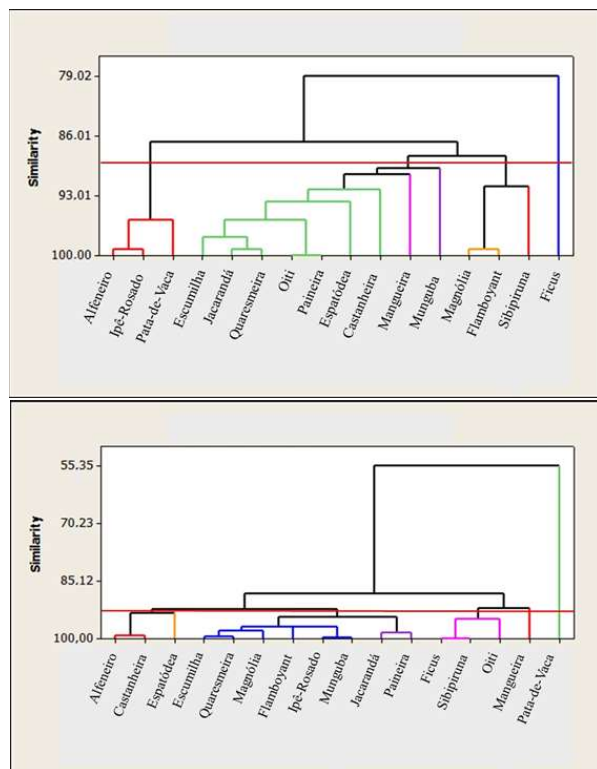 79.02
86.01
93.01
100.00
Similarity
Alfeneiro
Ipê-Rosado
Pata-de-Vaca
Escumilha
Jacarandá
Quaresmeira
Oiti
Paineira
Espatódea
Castanheira
Mangueira
Munguba
Magnólia
Flamboyant
Sibipiruna
Ficus
55.35
70.23
85.12
100,00
Similarity
Alfeneiro
Castanheira
Espatódea
Escumilha
Quaresmeira
Magnólia
Flamboyant
Ipê-Rosado
Munguba
Jacarandá
Paineira
Ficus
Sibipiruna
Oiti
Mangueira
Pata-de-Vaca